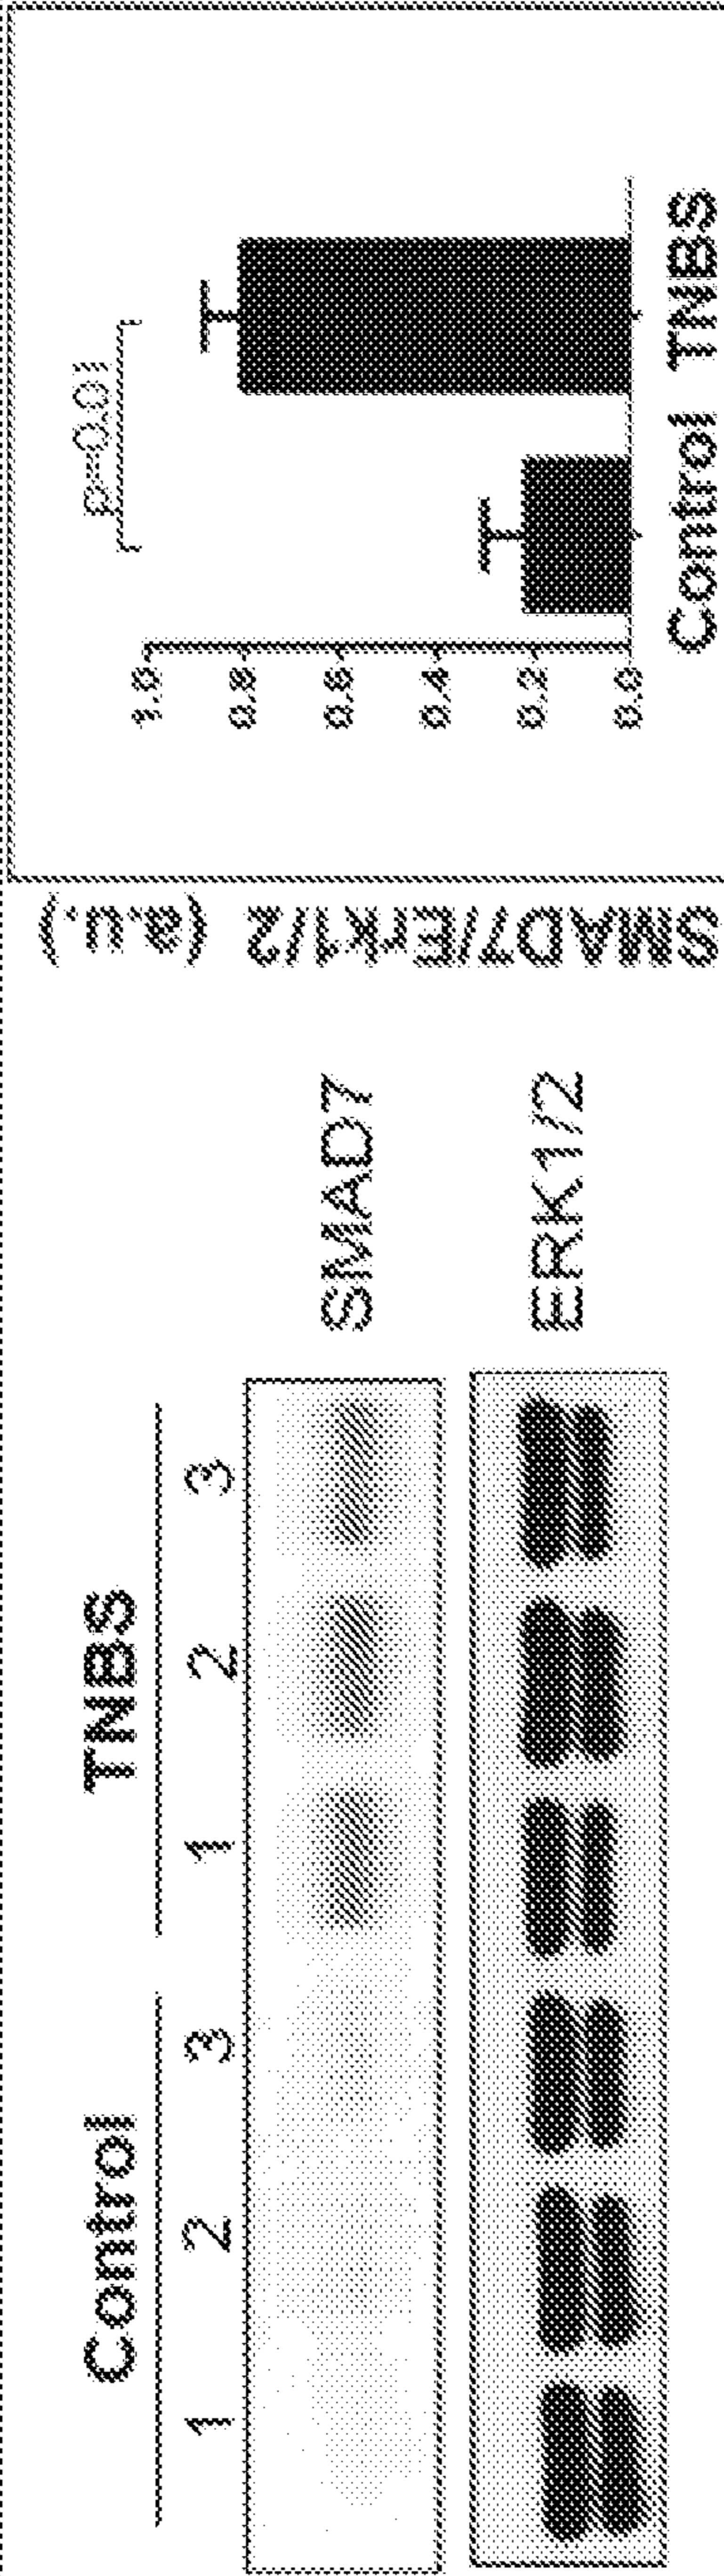 Control TNBS
1 2 3 1 2 3
SMAD7
ERK1/2
SMAD7/Erk1/2 (a.u.)
p=0.01
1.0
0.8
0.6
0.4
0.2
0.0
Control TNBS